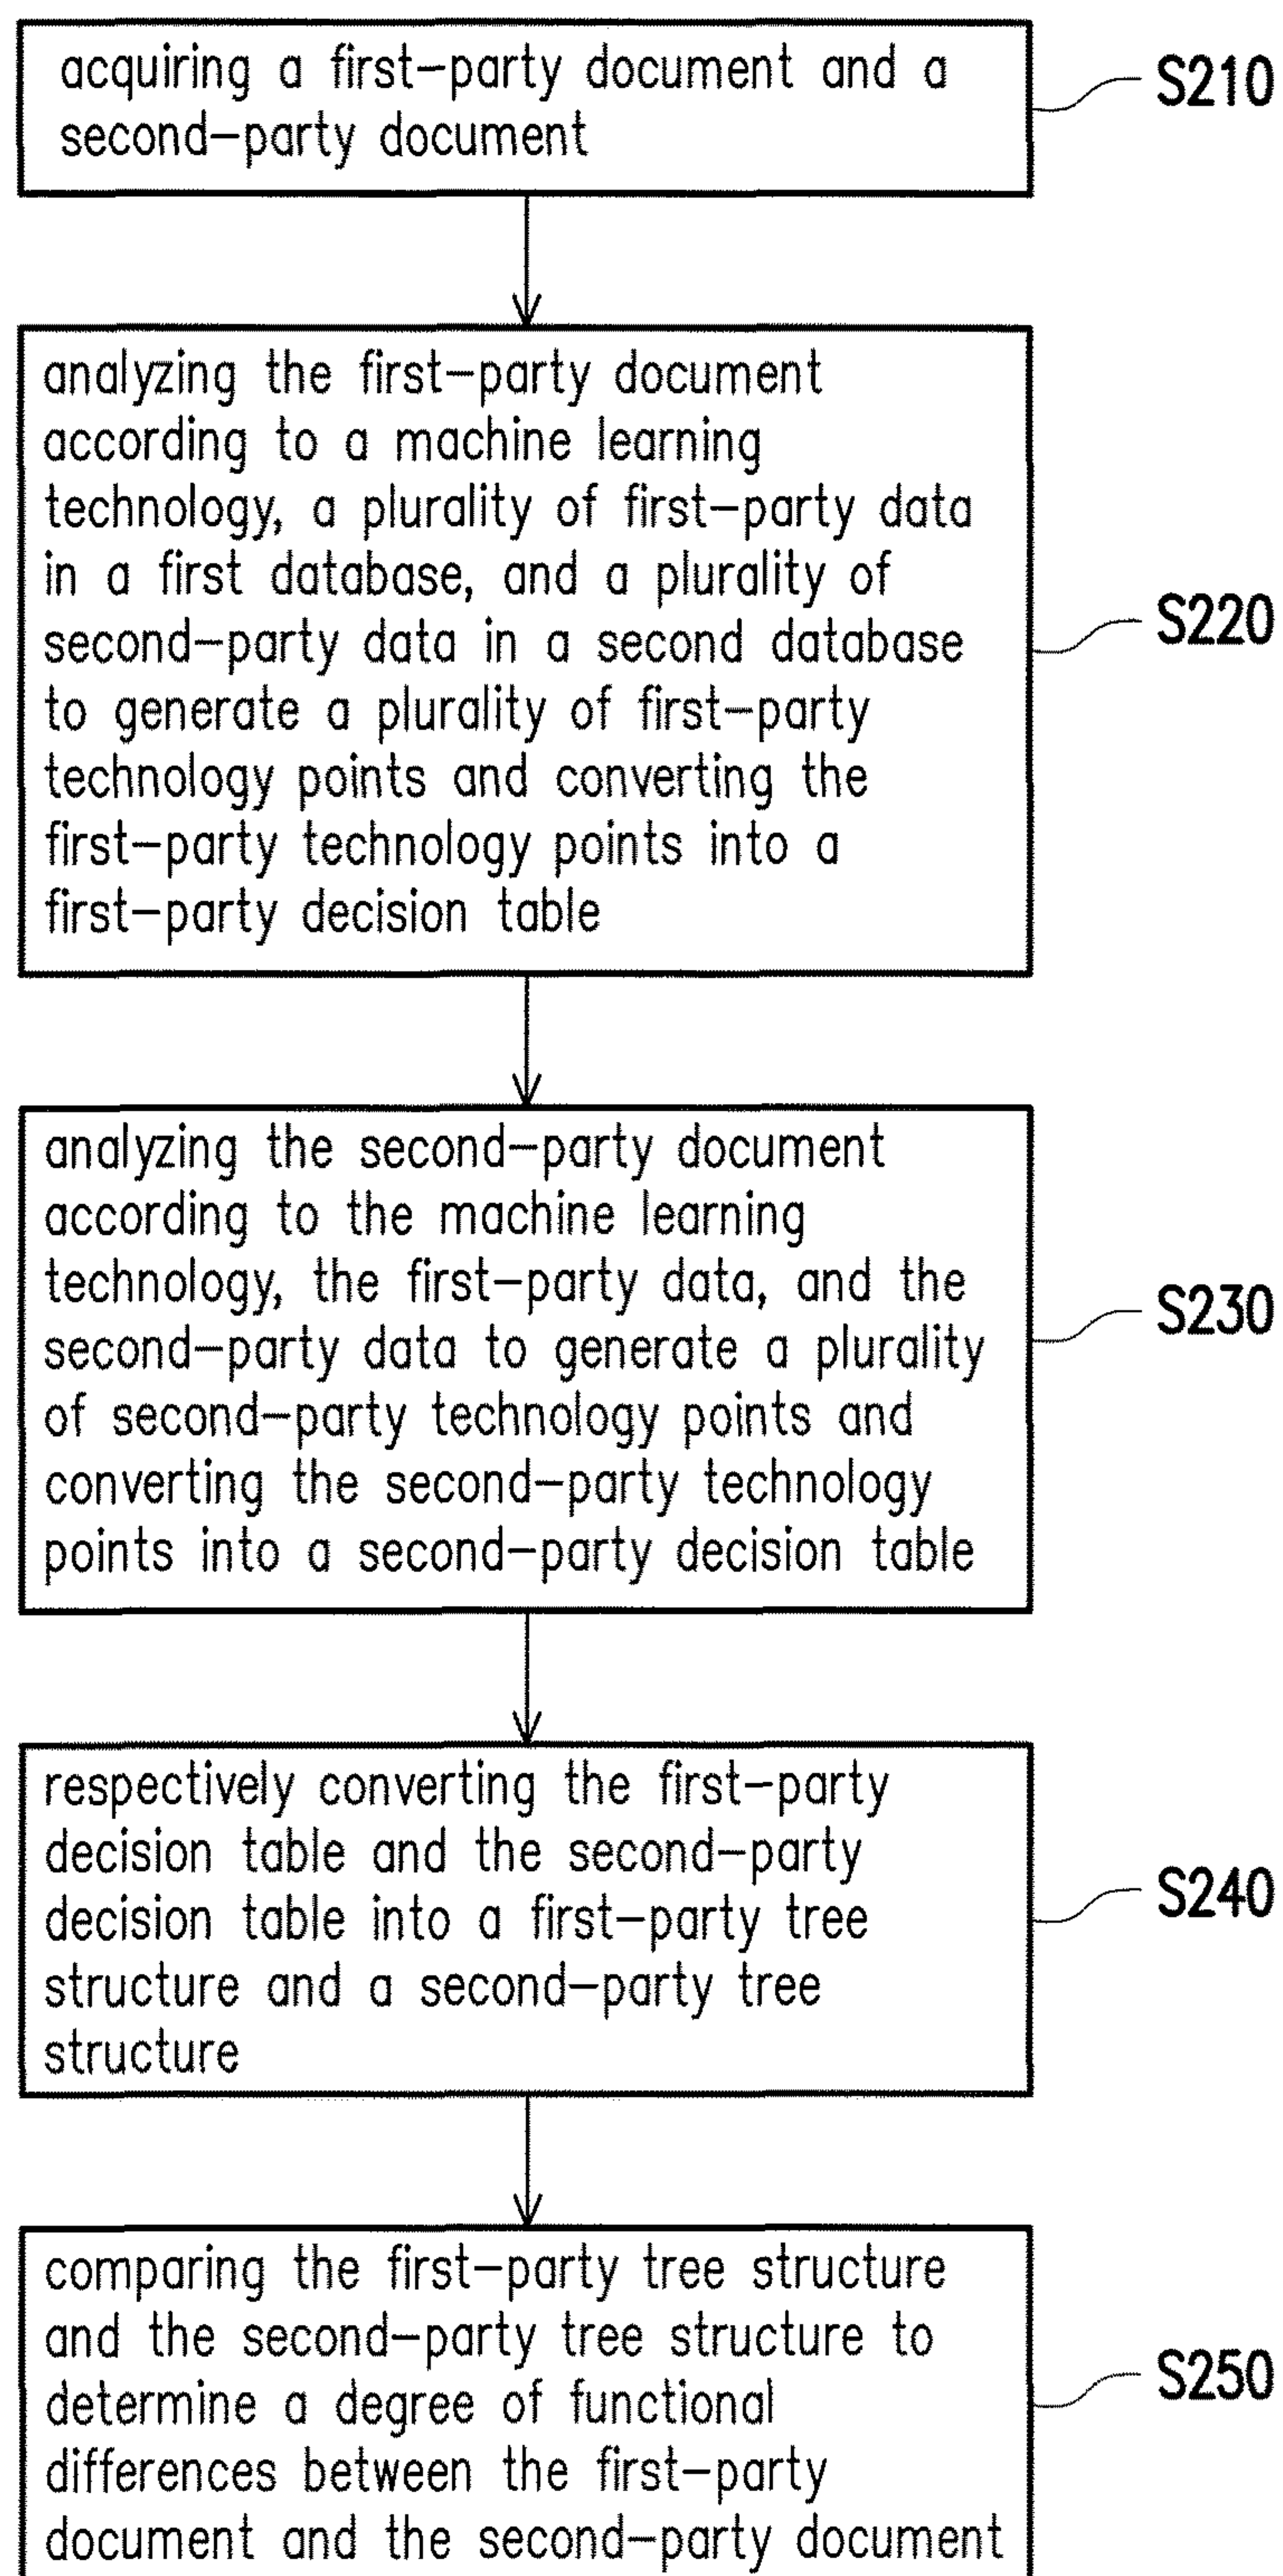 acquiring a first-party document and a
second-party document
S210
analyzing the first-party document
according to a machine learning
technology, a plurality of first-party data
in a first database, and a plurality of
second-party data in a second database
to generate a plurality of first-party
technology points and converting the
first-party technology points into a
first-party decision table
S220
analyzing the second-party document
according to the machine learning
technology, the first-party data, and the
second-party data to generate a plurality
of second-party technology points and
converting the second-party technology
points into a second-party decision table
S230
respectively converting the first-party
decision table and the second-party
decision table into a first-party tree
structure and a second-party tree
structure
S240
comparing the first-party tree structure
and the second-party tree structure to
determine a degree of functional
differences between the first-party
document and the second-party document
S250